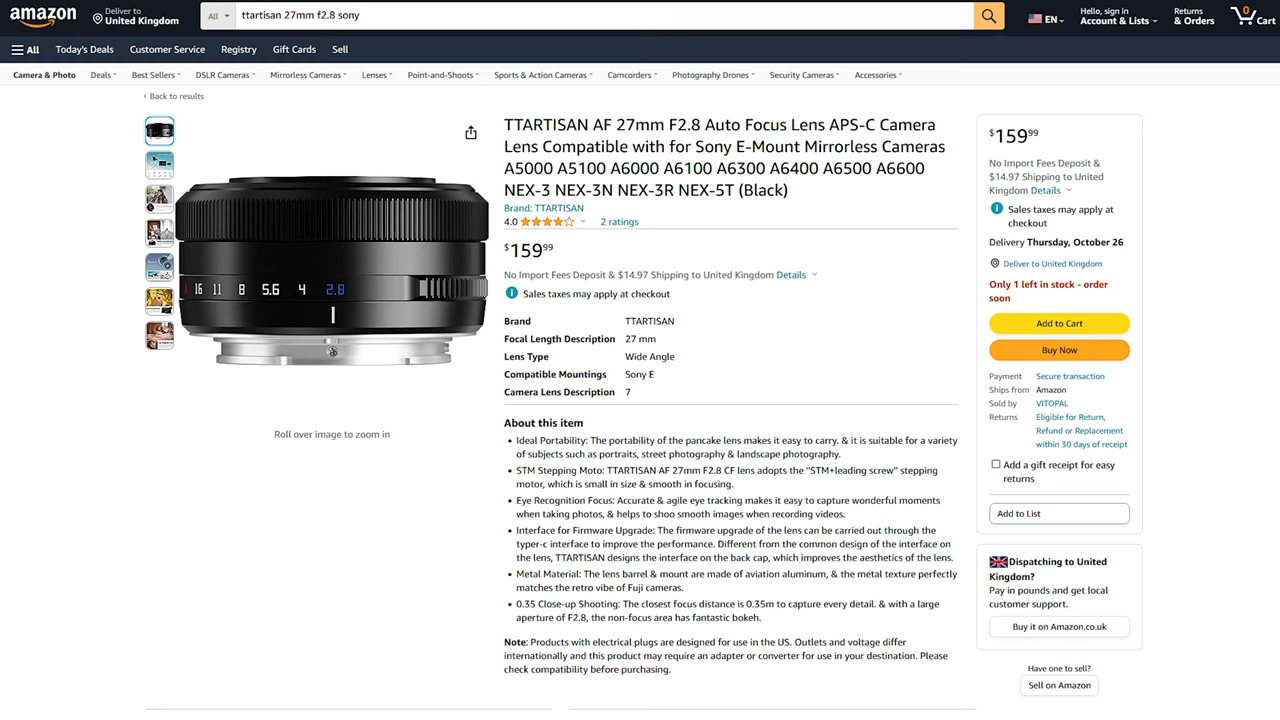 amazon
Deliver to
United Kingdom
All
ttartisan 27mm f2.8 sony
EN
Hello, sign in
Account & Lists
Returns
& Orders
0
Cart
All
Today's Deals
Customer Service
Registry
Gift Cards
Sell
Camera & Photo
Deals
Best Sellers
DSLR Cameras
Mirrorless Cameras
Lenses
Point-and-Shoots
Sports & Action Cameras
Camcorders
Photography Drones
Security Cameras
Accessories
‹ Back to results
16 11 8 5.6 4 2.8
Roll over image to zoom in
TTARTISAN AF 27mm F2.8 Auto Focus Lens APS-C Camera
Lens Compatible with for Sony E-Mount Mirrorless Cameras
A5000 A5100 A6000 A6100 A6300 A6400 A6500 A6600
NEX-3 NEX-3N NEX-3R NEX-5T (Black)
Brand: TTARTISAN
4.0
2 ratings
$159⁹⁹
No Import Fees Deposit & $14.97 Shipping to United Kingdom Details
Sales taxes may apply at checkout
Brand TTARTISAN
Focal Length Description 27 mm
Lens Type Wide Angle
Compatible Mountings Sony E
Camera Lens Description 7
About this item
• Ideal Portability: The portability of the pancake lens makes it easy to carry. & it is suitable for a variety
of subjects such as portraits, street photography & landscape photography.
• STM Stepping Moto: TTARTISAN AF 27mm F2.8 CF lens adopts the "STM+leading screw" stepping
motor, which is small in size & smooth in focusing.
• Eye Recognition Focus: Accurate & agile eye tracking makes it easy to capture wonderful moments
when taking photos, & helps to shoo smooth images when recording videos.
• Interface for Firmware Upgrade: The firmware upgrade of the lens can be carried out through the
typer-c interface to improve the performance. Different from the common design of the interface on
the lens, TTARTISAN designs the interface on the back cap, which improves the aesthetics of the lens.
• Metal Material: The lens barrel & mount are made of aviation aluminum, & the metal texture perfectly
matches the retro vibe of Fuji cameras.
• 0.35 Close-up Shooting: The closest focus distance is 0.35m to capture every detail. & with a large
aperture of F2.8, the non-focus area has fantastic bokeh.
Note: Products with electrical plugs are designed for use in the US. Outlets and voltage differ
internationally and this product may require an adapter or converter for use in your destination. Please
check compatibility before purchasing.
$159⁹⁹
No Import Fees Deposit &
$14.97 Shipping to United
Kingdom Details
Sales taxes may apply at
checkout
Delivery Thursday, October 26
Deliver to United Kingdom
Only 1 left in stock - order
soon
Add to Cart
Buy Now
Payment Secure transaction
Ships from Amazon
Sold by VITOPAL
Returns Eligible for Return,
Refund or Replacement
within 30 days of receipt
Add a gift receipt for easy
returns
Add to List
Dispatching to United
Kingdom?
Pay in pounds and get local
customer support.
Buy it on Amazon.co.uk
Have one to sell?
Sell on Amazon